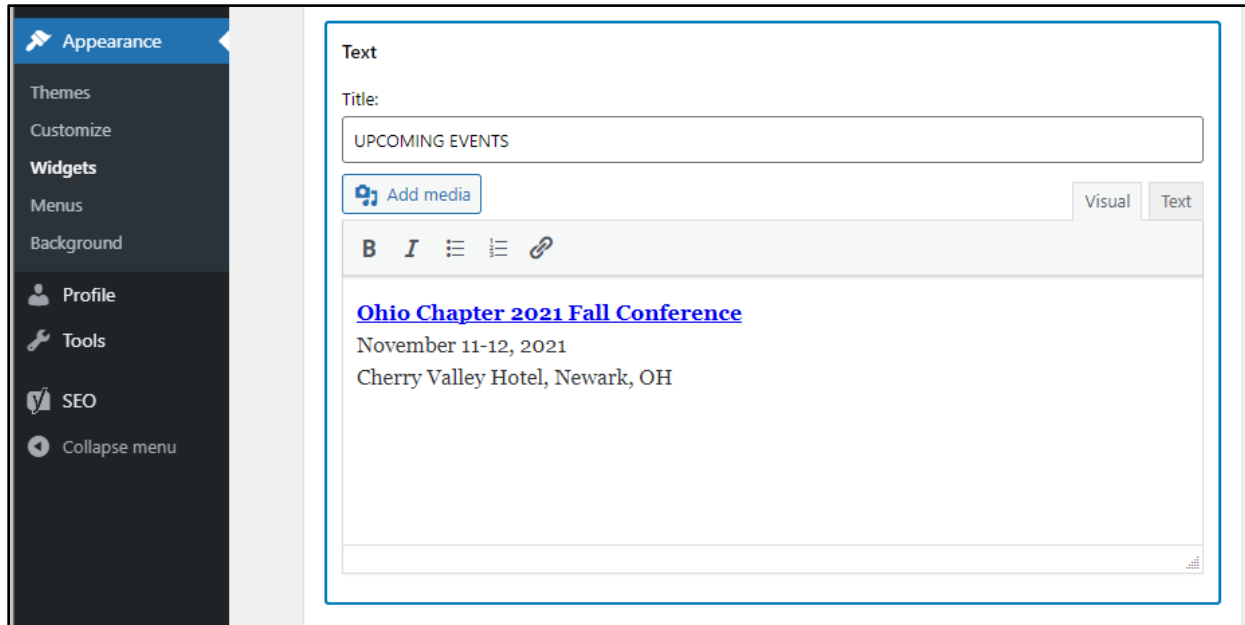 Appearance
Themes
Customize
Widgets
Menus
Background
Profile
Tools
SEO
Collapse menu
Text
Title:
UPCOMING EVENTS
Add media
Visual Text
B I
Ohio Chapter 2021 Fall Conference
November 11-12, 2021
Cherry Valley Hotel, Newark, OH